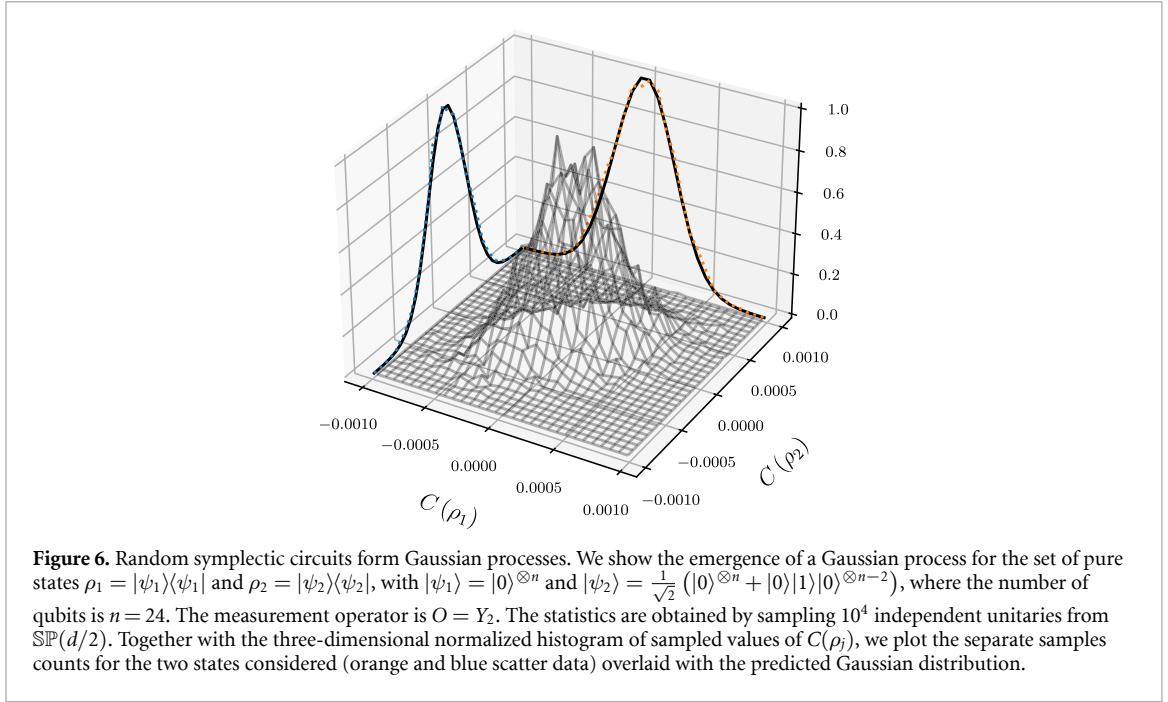 1.0
0.8
0.6
0.4
0.2
0.0
0.0010
0.0005
0.0000
−0.0005
−0.0010
C (ρ₂)
−0.0010
−0.0005
0.0000
0.0005
0.0010
C (ρ₁)
Figure 6. Random symplectic circuits form Gaussian processes. We show the emergence of a Gaussian process for the set of pure
states ρ₁ = |ψ₁⟩⟨ψ₁| and ρ₂ = |ψ₂⟩⟨ψ₂|, with |ψ₁⟩ = |0⟩^⊗n and |ψ₂⟩ = 1/√2 (|0⟩^⊗n + |0⟩|1⟩|0⟩^⊗n−2), where the number of
qubits is n = 24. The measurement operator is O = Y₂. The statistics are obtained by sampling 10⁴ independent unitaries from
𝕊ℙ(d/2). Together with the three-dimensional normalized histogram of sampled values of C(ρⱼ), we plot the separate samples
counts for the two states considered (orange and blue scatter data) overlaid with the predicted Gaussian distribution.